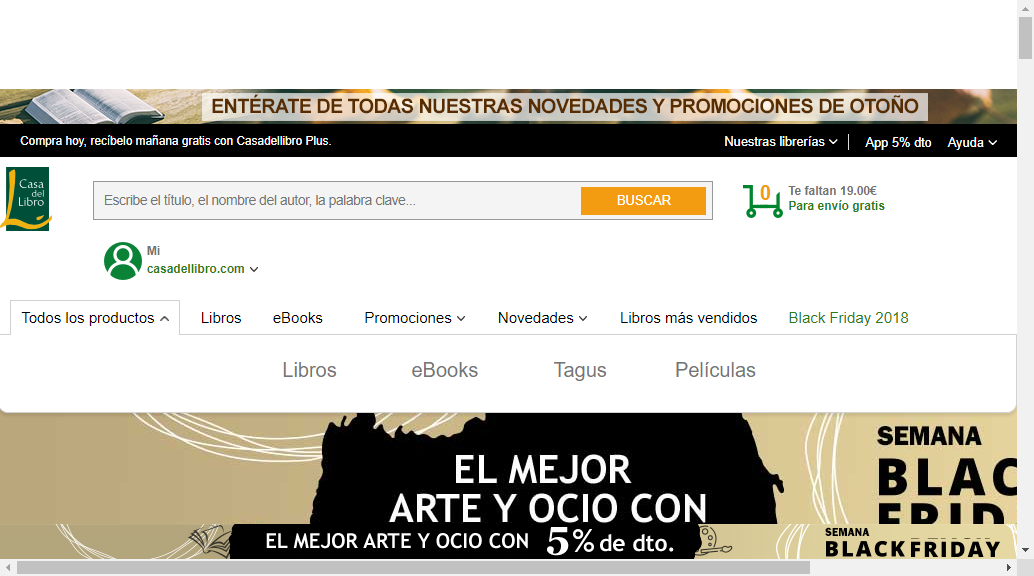 ENTÉRATE DE TODAS NUESTRAS NOVEDADES Y PROMOCIONES DE OTOÑO
Compra hoy, recíbelo mañana gratis con Casadellibro Plus.
Nuestras librerías
App 5% dto
Ayuda
Casa
del
Libro
Escribe el título, el nombre del autor, la palabra clave...
BUSCAR
0
Te faltan 19.00€
Para envío gratis
Mi
casadellibro.com
Todos los productos
Libros
eBooks
Promociones
Novedades
Libros más vendidos
Black Friday 2018
Libros
eBooks
Tagus
Películas
EL MEJOR
ARTE Y OCIO CON
SEMANA
BLAC
FRID
EL MEJOR ARTE Y OCIO CON 5% de dto.
SEMANA
BLACK FRIDAY